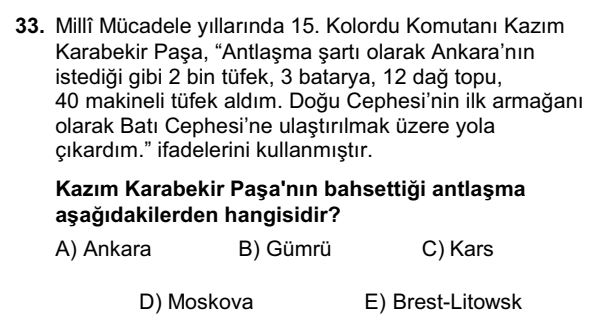 33. Millî Mücadele yıllarında 15. Kolordu Komutanı Kazım
Karabekir Paşa, “Antlaşma şartı olarak Ankara’nın
istediği gibi 2 bin tüfek, 3 batarya, 12 dağ topu,
40 makineli tüfek aldım. Doğu Cephesi’nin ilk armağanı
olarak Batı Cephesi’ne ulaştırılmak üzere yola
çıkardım.” ifadelerini kullanmıştır.
Kazım Karabekir Paşa'nın bahsettiği antlaşma
aşağıdakilerden hangisidir?
A) Ankara B) Gümrü C) Kars
D) Moskova E) Brest-Litowsk